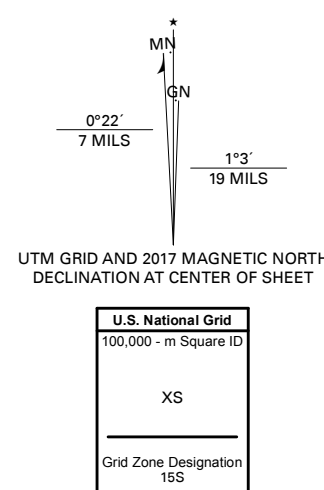 ★
MN
GN
0°22´
7 MILS
1°3´
19 MILS
UTM GRID AND 2017 MAGNETIC NORTH
DECLINATION AT CENTER OF SHEET
U.S. National Grid
100,000 - m Square ID
XS
Grid Zone Designation
15S